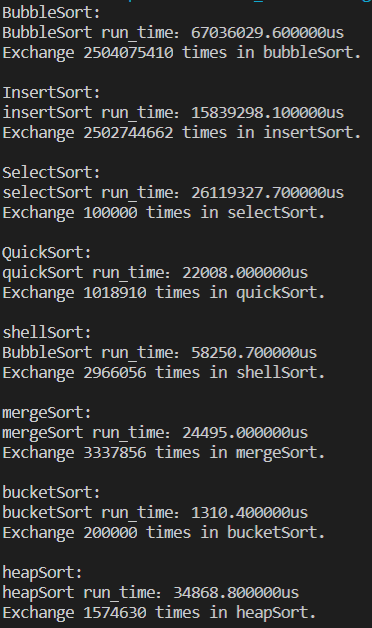 BubbleSort:
BubbleSort run_time：67036029.600000us
Exchange 2504075410 times in bubbleSort.
InsertSort:
insertSort run_time：15839298.100000us
Exchange 2502744662 times in insertSort.
SelectSort:
selectSort run_time：26119327.700000us
Exchange 100000 times in selectSort.
QuickSort:
quickSort run_time：22008.000000us
Exchange 1018910 times in quickSort.
shellSort:
BubbleSort run_time：58250.700000us
Exchange 2966056 times in shellSort.
mergeSort:
mergeSort run_time：24495.000000us
Exchange 3337856 times in mergeSort.
bucketSort:
bucketSort run_time：1310.400000us
Exchange 200000 times in bucketSort.
heapSort:
heapSort run_time：34868.800000us
Exchange 1574630 times in heapSort.